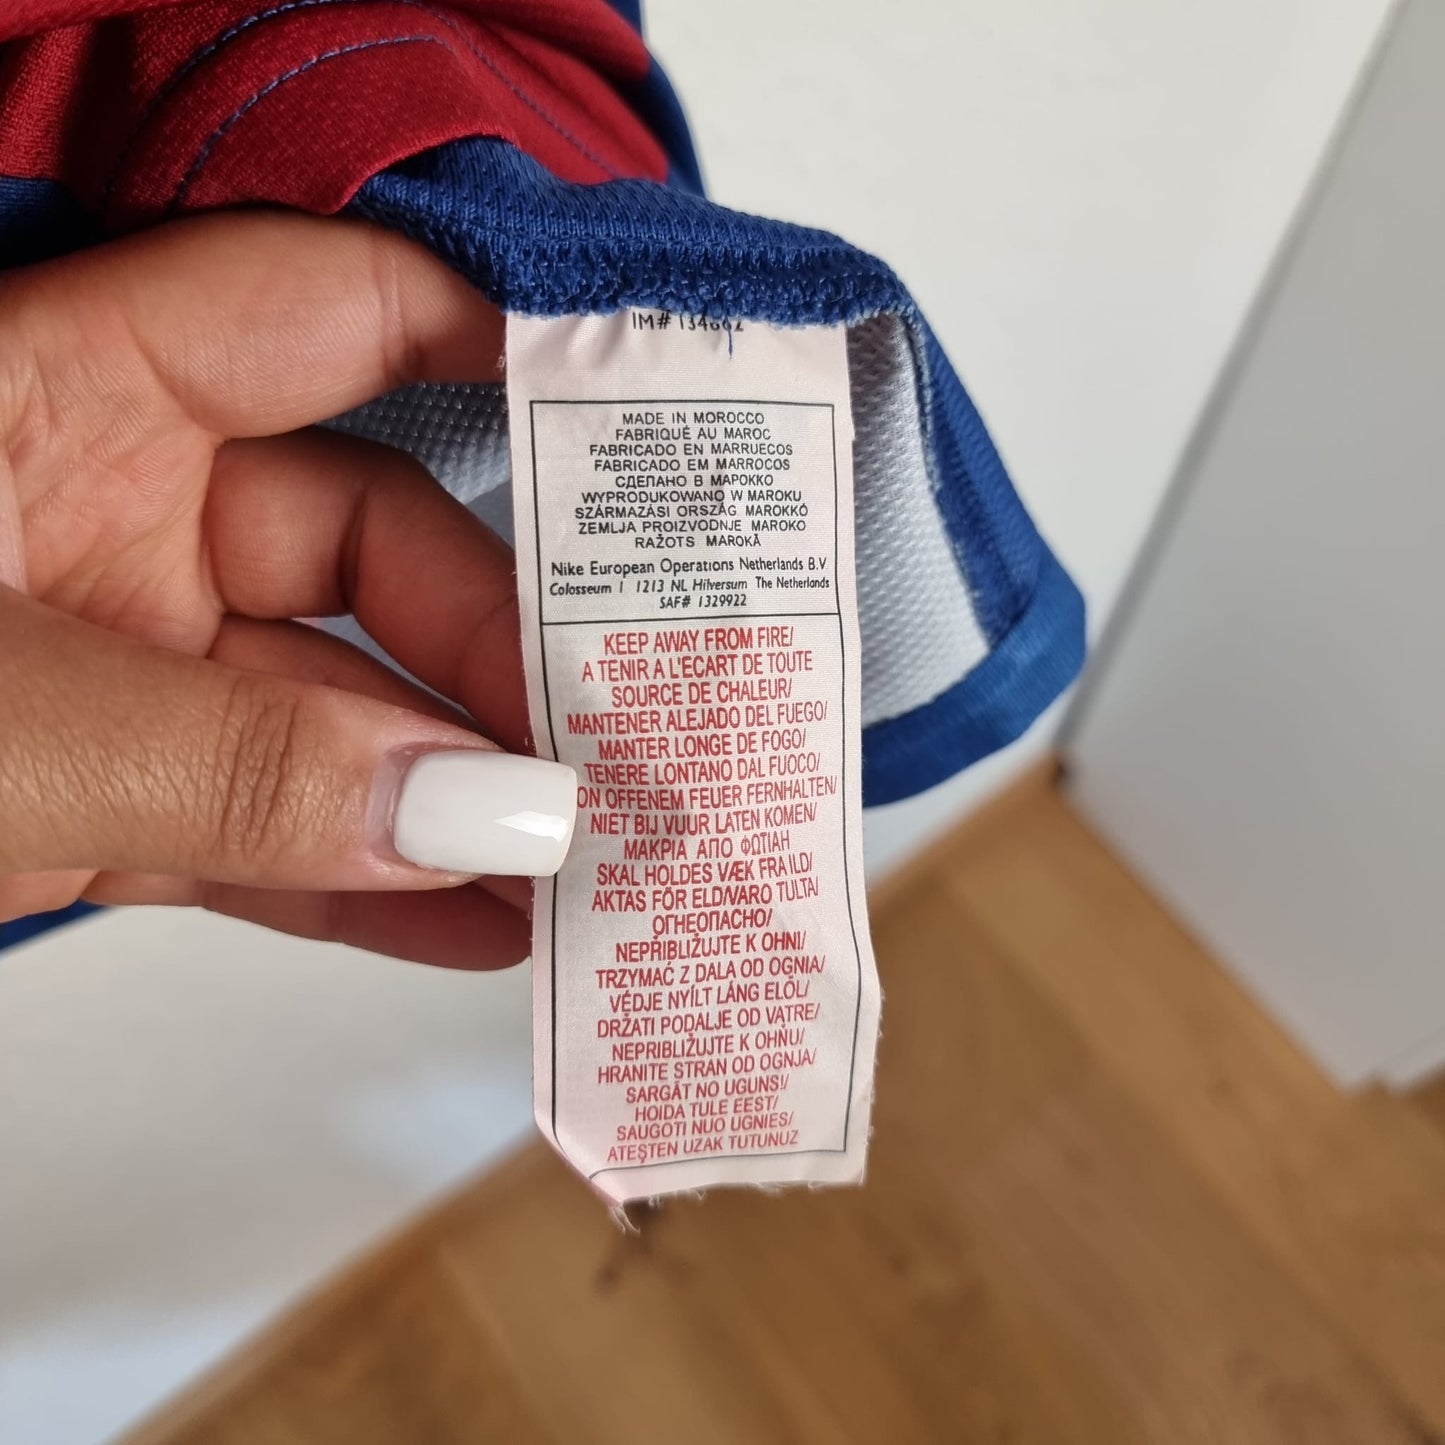 IM# 134862
MADE IN MOROCCO
FABRIQUÉ AU MAROC
FABRICADO EN MARRUECOS
FABRICADO EM MARROCOS
СДЕПАНО В МАРОККО
WYPRODUKOWANO W MAROKU
SZÁRMAZÁSI ORSZÁG MAROKKÓ
ZEMLJA PROIZVODNJE MAROKO
RAŽOTS MAROKĀ
Nike European Operations Netherlands B.V
Colosseum 1 1213 NL Hilversum The Netherlands
SAF# 1329922
KEEP AWAY FROM FIRE/
A TENIR A L'ECART DE TOUTE
SOURCE DE CHALEUR/
MANTENER ALEJADO DEL FUEGO/
MANTER LONGE DE FOGO/
TENERE LONTANO DAL FUOCO/
ON OFFENEM FEUER FERNHALTEN/
NIET BIJ VUUR LATEN KOMEN/
ΜΑΚΡΙΑ ΑΠΟ ΦΩΤΙΑΗ
SKAL HOLDES VÆK FRA ILD/
AKTAS FÖR ELD/VARO TULTA/
ОГНЕОПАСНО/
NEPŘIBLIŽUJTE K OHNI/
TRZYMAĆ Z DALA OD OGNIA/
VÉDJE NYÍLT LÁNG ELŐL/
DRŽATI PODALJE OD VATRE/
NEPRIBLIŽUJTE K OHŇU/
HRANITE STRAN OD OGNJA/
SARGĀT NO UGUNS!/
HOIDA TULE EEST/
SAUGOTI NUO UGNIES/
ATEŞTEN UZAK TUTUNUZ